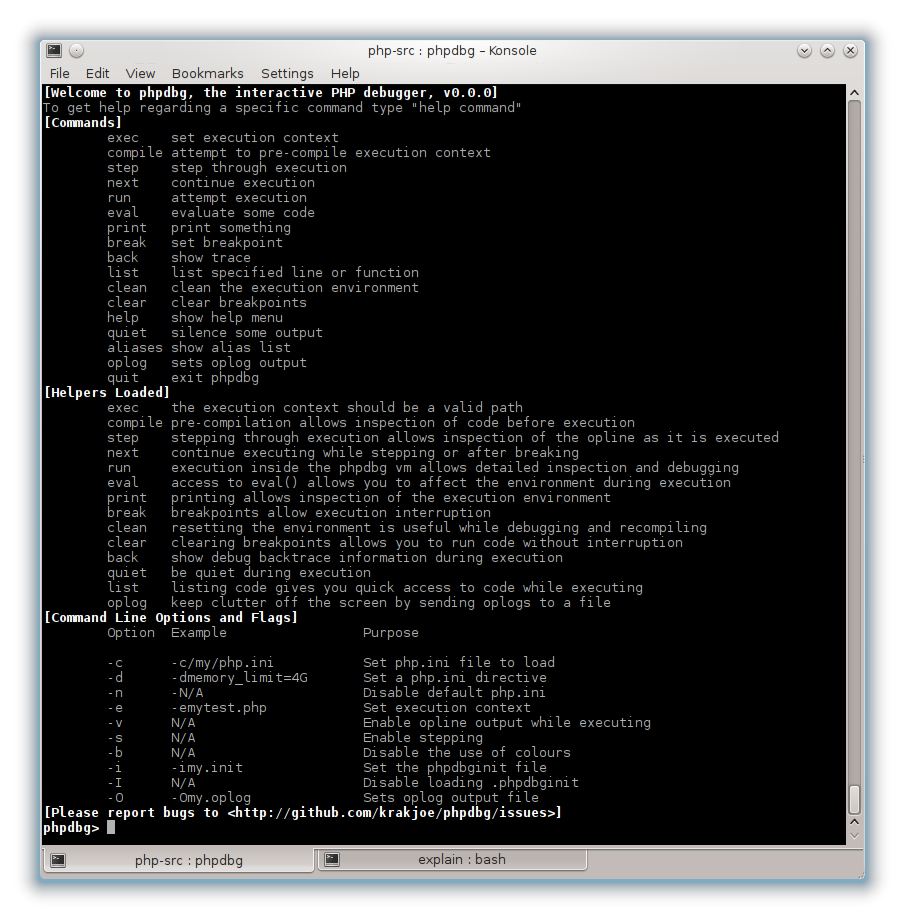 php-src : phpdbg – Konsole
File Edit View Bookmarks Settings Help
[Welcome to phpdbg, the interactive PHP debugger, v0.0.0]
To get help regarding a specific command type "help command"
[Commands]
exec set execution context
compile attempt to pre-compile execution context
step step through execution
next continue execution
run attempt execution
eval evaluate some code
print print something
break set breakpoint
back show trace
list list specified line or function
clean clean the execution environment
clear clear breakpoints
help show help menu
quiet silence some output
aliases show alias list
oplog sets oplog output
quit exit phpdbg
[Helpers Loaded]
exec the execution context should be a valid path
compile pre-compilation allows inspection of code before execution
step stepping through execution allows inspection of the opline as it is executed
next continue executing while stepping or after breaking
run execution inside the phpdbg vm allows detailed inspection and debugging
eval access to eval() allows you to affect the environment during execution
print printing allows inspection of the execution environment
break breakpoints allow execution interruption
clean resetting the environment is useful while debugging and recompiling
clear clearing breakpoints allows you to run code without interruption
back show debug backtrace information during execution
quiet be quiet during execution
list listing code gives you quick access to code while executing
oplog keep clutter off the screen by sending oplogs to a file
[Command Line Options and Flags]
Option Example Purpose
-c -c/my/php.ini Set php.ini file to load
-d -dmemory_limit=4G Set a php.ini directive
-n -N/A Disable default php.ini
-e -emytest.php Set execution context
-v N/A Enable opline output while executing
-s N/A Enable stepping
-b N/A Disable the use of colours
-i -imy.init Set the phpdbginit file
-I N/A Disable loading .phpdbginit
-O -Omy.oplog Sets oplog output file
[Please report bugs to <http://github.com/krakjoe/phpdbg/issues>]
phpdbg>
php-src : phpdbg
explain : bash